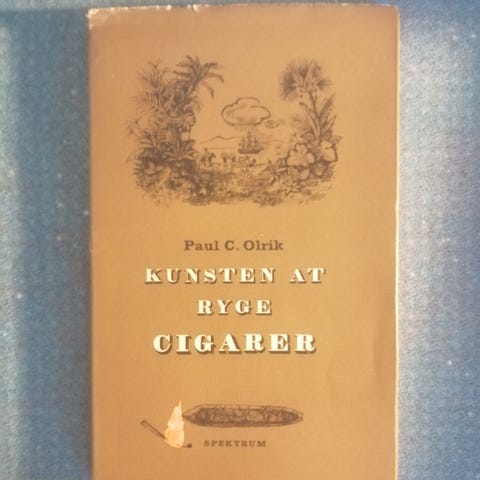 Paul C. Olrik
KUNSTEN AT
RYGE
CIGARER
SPEKTRUM